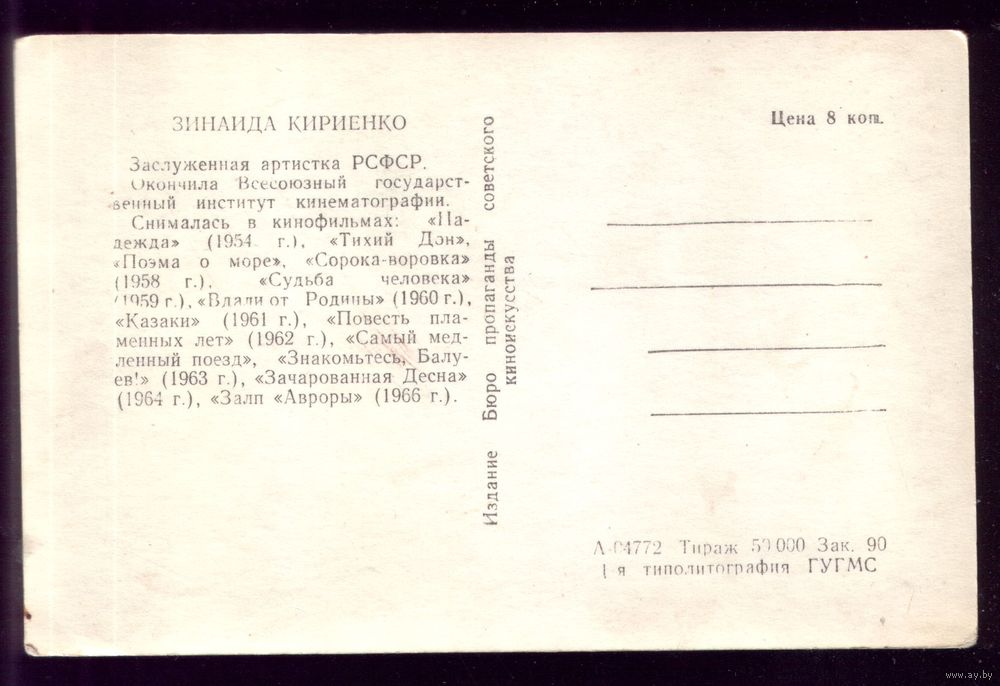 ЗИНАИДА КИРИЕНКО
Заслуженная артистка РСФСР.
Окончила Всесоюзный государст-
венный институт кинематографии.
Снималась в кинофильмах: «На-
дежда» (1954 г.), «Тихий Дон»,
«Поэма о море», «Сорока-воровка»
(1958 г.), «Судьба человека»
(1959 г.), «Вдали от Родины» (1960 г.),
«Казаки» (1961 г.), «Повесть пла-
менных лет» (1962 г.), «Самый мед-
ленный поезд», «Знакомьтесь, Балу-
ев!» (1963 г.), «Зачарованная Десна»
(1964 г.), «Залп «Авроры» (1966 г.).
Издание Бюро пропаганды советского
киноискусства
Цена 8 коп.
А-04772 Тираж 50 000 Зак. 90
1-я типолитография ГУГМС
www.ay.by